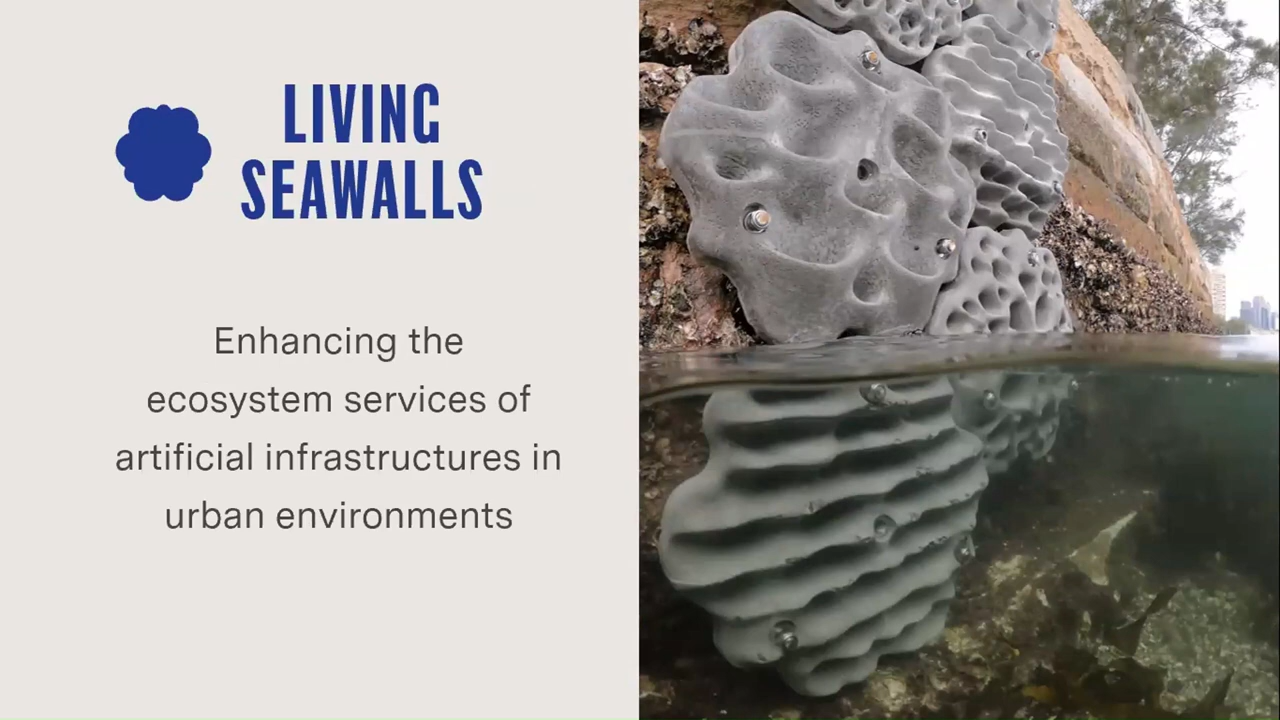 LIVING
SEAWALLS
Enhancing the
ecosystem services of
artificial infrastructures in
urban environments